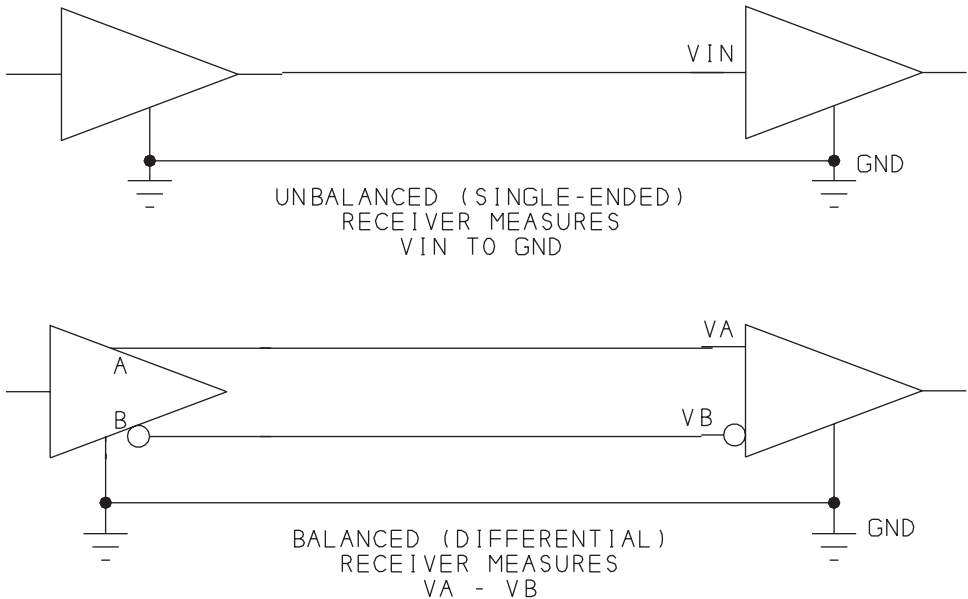 VIN
GND
UNBALANCED (SINGLE-ENDED)
RECEIVER MEASURES
VIN TO GND
VA
A
B
VB
GND
BALANCED (DIFFERENTIAL)
RECEIVER MEASURES
VA - VB